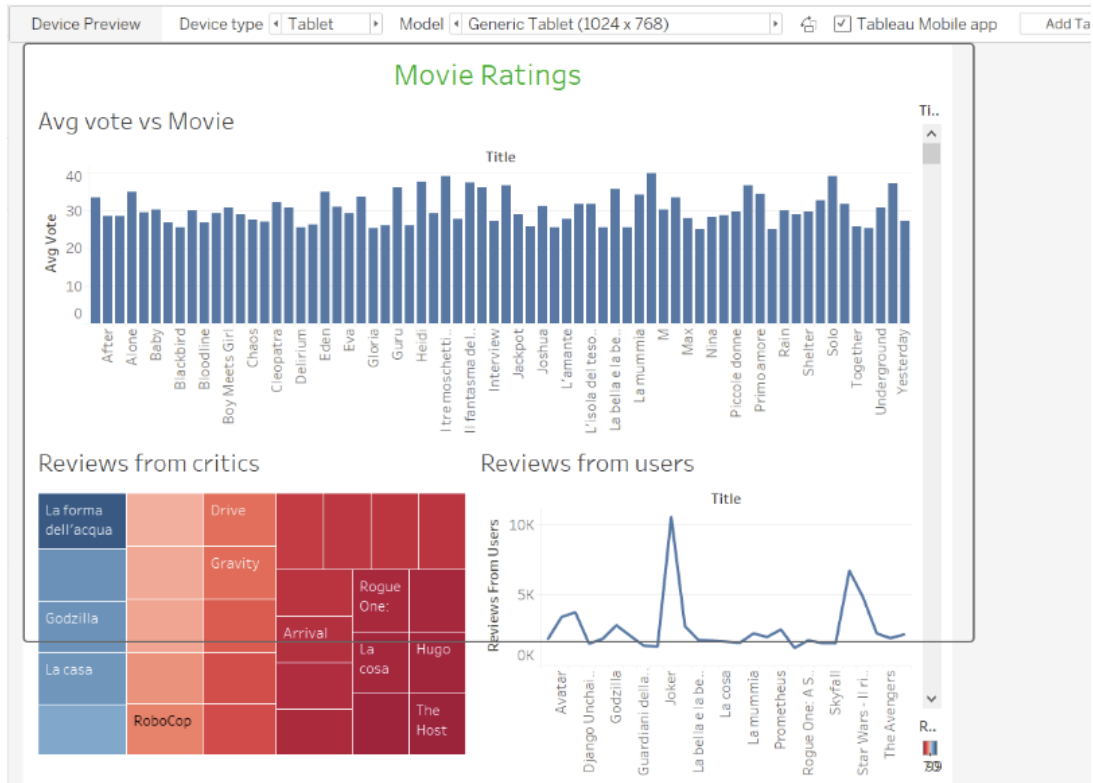 Device Preview Device type Tablet Model Generic Tablet (1024 x 768) Tableau Mobile app Add Ta
Movie Ratings
Ti..
Avg vote vs Movie
Title
Avg Vote
40
30
20
10
0
After
Alone
Baby
Blackbird
Bloodline
Boy Meets Girl
Chaos
Cleopatra
Delirium
Eden
Eva
Gloria
Guru
Heidi
I tre moschetti..
Il fantasma del l..
Interview
Jackpot
Joshua
L'amante
L'isola del teso..
La bella e la be..
La mummia
M
Max
Nina
Piccole donne
Primo amore
Rain
Shelter
Solo
Together
Underground
Yesterday
Reviews from critics
La forma
dell'acqua
Godzilla
La casa
RoboCop
Drive
Gravity
Arrival
Rogue
One:
La
cosa
Hugo
The
Host
Reviews from users
Title
Reviews From Users
10K
5K
0K
Avatar
Django Unchai..
Godzilla
Guardiani della..
Joker
La bella e la be..
La cosa
La mummia
Prometheus
Rogue One: A S..
Skyfall
Star Wars - Il ri..
The Avengers
R..